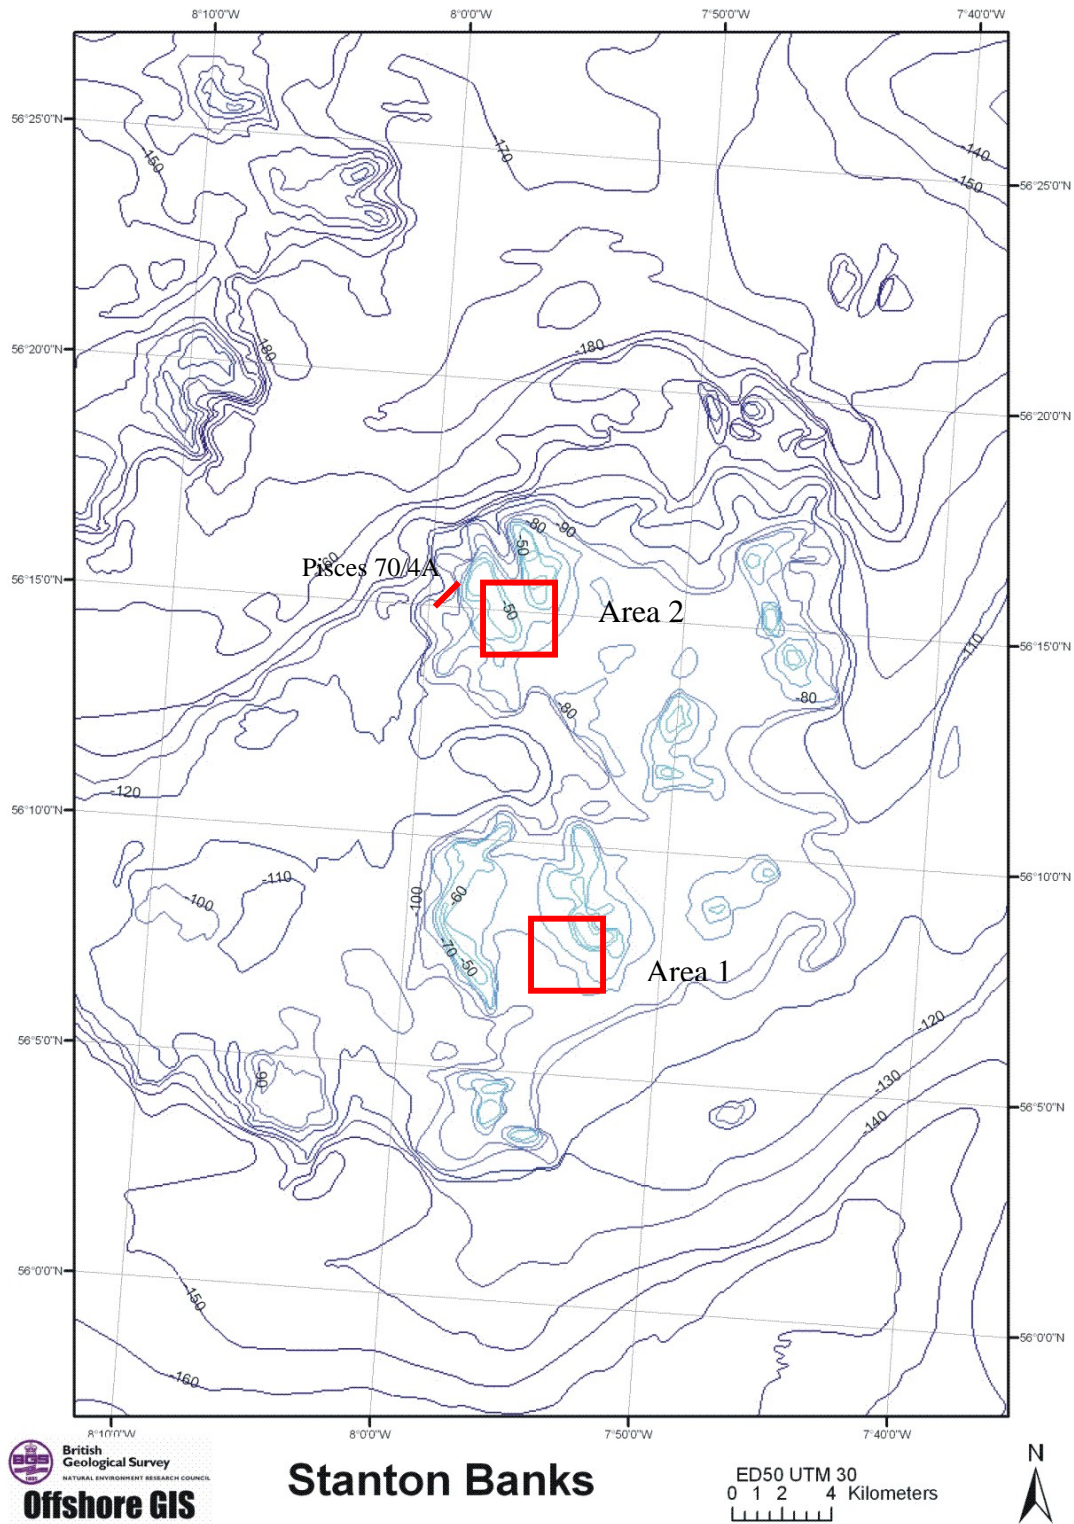 8°10'0"W 8°0'0"W 7°50'0"W 7°40'0"W
56°25'0"N
-150
-170
-140
-150
56°25'0"N
56°20'0"N
-180
-180
56°20'0"N
-80 -90
-50
-60
Pisces 70/4A
56°15'0"N
-50
Area 2
56°15'0"N
-110
-80
-80
-120
56°10'0"N
56°10'0"N
-110
-100
-100
-60
-70
-50
Area 1
-120
56°5'0"N
-90
-130
-140
56°5'0"N
56°0'0"N
-150
56°0'0"N
-160
8°10'0"W 8°0'0"W 7°50'0"W 7°40'0"W
BGS
1835
British
Geological Survey
NATURAL ENVIRONMENT RESEARCH COUNCIL
Offshore GIS
Stanton Banks
ED50 UTM 30
0 1 2 4 Kilometers
N